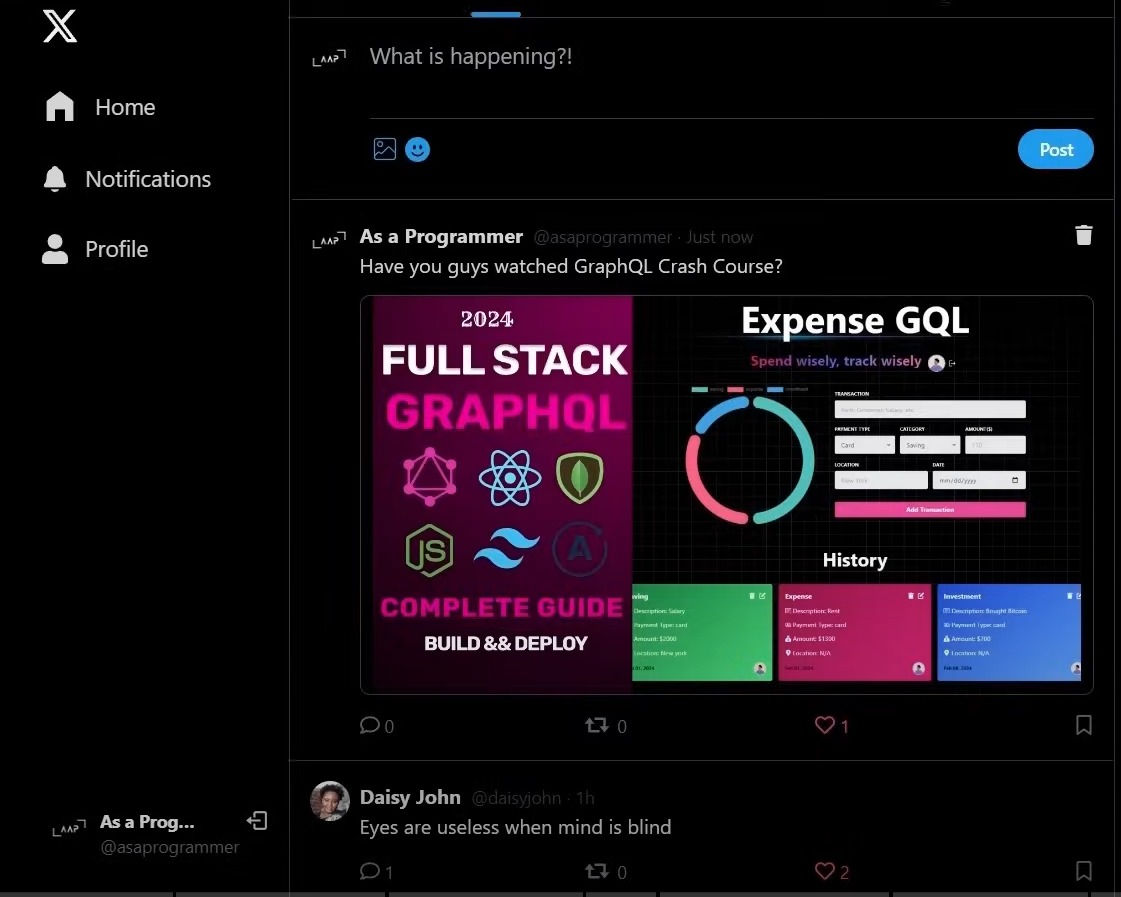 X
Home
Notifications
Profile
As a Prog...
@asaprogrammer
What is happening?!
Post
As a Programmer @asaprogrammer · Just now
Have you guys watched GraphQL Crash Course?
2024
FULL STACK
GRAPHQL
JS
A
COMPLETE GUIDE
BUILD && DEPLOY
Expense GQL
Spend wisely, track wisely
TRANSACTION
PAYMENT TYPE CATEGORY AMOUNT($)
Card Saving
LOCATION DATE
New York mm/dd/yyyy
Add Transaction
History
Description: Salary
Payment Type: card
Amount: $2000
Location: New york
Expense
Description: Rent
Payment Type: card
Amount: $1300
Location: N/A
Investment
Description: Bought Bitcoin
Payment Type: card
Amount: $700
Location: N/A
0 0 1
Daisy John @daisyjohn · 1h
Eyes are useless when mind is blind
1 0 2